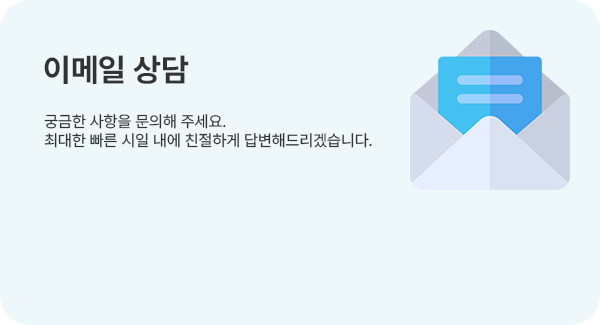 이메일 상담
궁금한 사항을 문의해 주세요.
최대한 빠른 시일 내에 친절하게 답변해드리겠습니다.